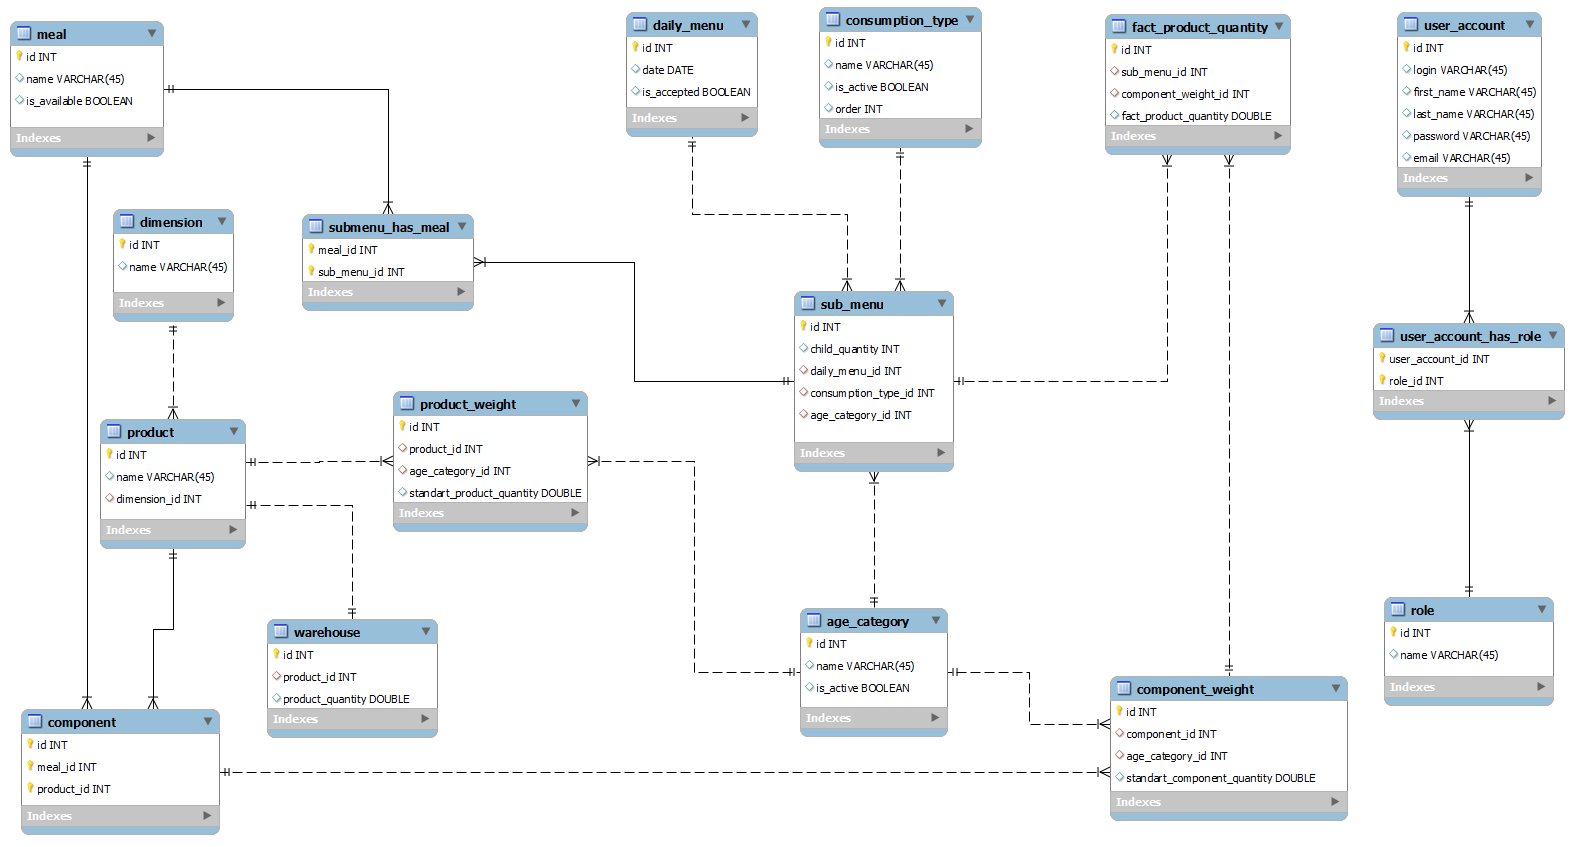 meal
id INT
name VARCHAR(45)
is_available BOOLEAN
Indexes
daily_menu
id INT
date DATE
is_accepted BOOLEAN
Indexes
consumption_type
id INT
name VARCHAR(45)
is_active BOOLEAN
order INT
Indexes
fact_product_quantity
id INT
sub_menu_id INT
component_weight_id INT
fact_product_quantity DOUBLE
Indexes
user_account
id INT
login VARCHAR(45)
first_name VARCHAR(45)
last_name VARCHAR(45)
password VARCHAR(45)
email VARCHAR(45)
Indexes
dimension
id INT
name VARCHAR(45)
Indexes
submenu_has_meal
meal_id INT
sub_menu_id INT
Indexes
sub_menu
id INT
child_quantity INT
daily_menu_id INT
consumption_type_id INT
age_category_id INT
Indexes
user_account_has_role
user_account_id INT
role_id INT
Indexes
product
id INT
name VARCHAR(45)
dimension_id INT
Indexes
product_weight
id INT
product_id INT
age_category_id INT
standart_product_quantity DOUBLE
Indexes
warehouse
id INT
product_id INT
product_quantity DOUBLE
Indexes
age_category
id INT
name VARCHAR(45)
is_active BOOLEAN
Indexes
role
id INT
name VARCHAR(45)
Indexes
component
id INT
meal_id INT
product_id INT
Indexes
component_weight
id INT
component_id INT
age_category_id INT
standart_component_quantity DOUBLE
Indexes